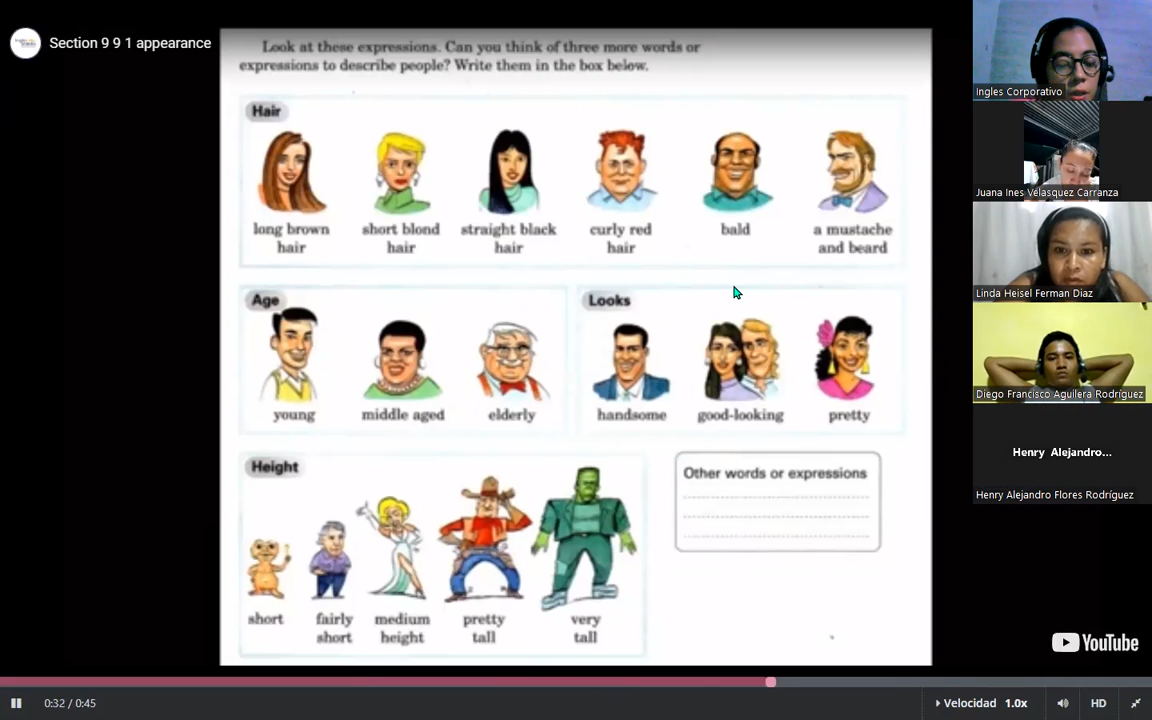 Section 9 9 1 appearance
Look at these expressions. Can you think of three more words or
expressions to describe people? Write them in the box below.
Hair
long brown
hair
short blond
hair
straight black
hair
curly red
hair
bald
a mustache
and beard
Age
young
middle aged
elderly
Looks
handsome
good-looking
pretty
Height
short
fairly
short
medium
height
pretty
tall
very
tall
Other words or expressions
YouTube
0:32 / 0:45
Velocidad 1.0x
HD
Ingles Corporativo
Juana Ines Velasquez Carranza
Linda Heisel Ferman Diaz
Diego Francisco Aguilera Rodríguez
Henry Alejandro...
Henry Alejandro Flores Rodríguez